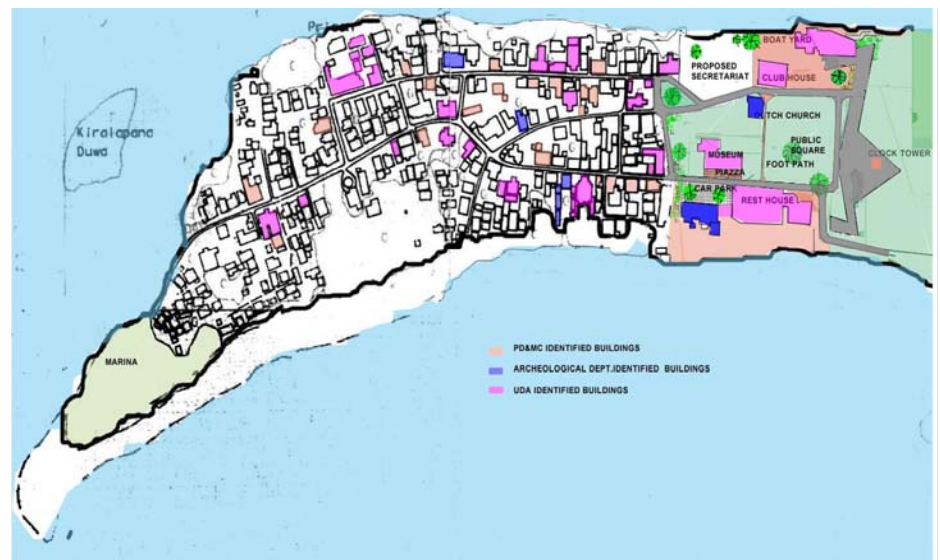 Kiralapana
Duwa
PROPOSED
SECRETARIAT
BOAT YARD
CLUB HOUSE
DUTCH CHURCH
PUBLIC
SQUARE
CLOCK TOWER
MUSEUM
FOOT PATH
PIAZZA
CAR PARK
REST HOUSE
MARINA
PD&MC IDENTIFIED BUILDINGS
ARCHEOLOGICAL DEPT.IDENTIFIED BUILDINGS
UDA IDENTIFIED BUILDINGS